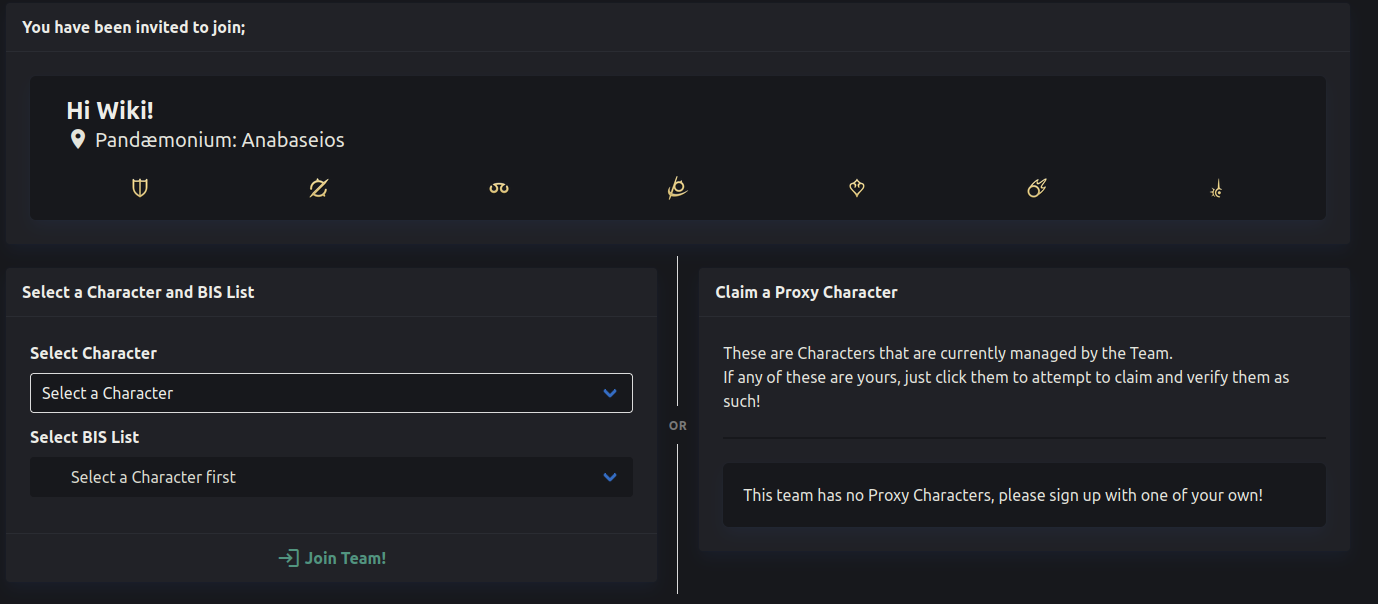 You have been invited to join;
Hi Wiki!
Pandæmonium: Anabaseios
Select a Character and BIS List
Select Character
Select a Character
Select BIS List
Select a Character first
Join Team!
OR
Claim a Proxy Character
These are Characters that are currently managed by the Team.
If any of these are yours, just click them to attempt to claim and verify them as
such!
This team has no Proxy Characters, please sign up with one of your own!